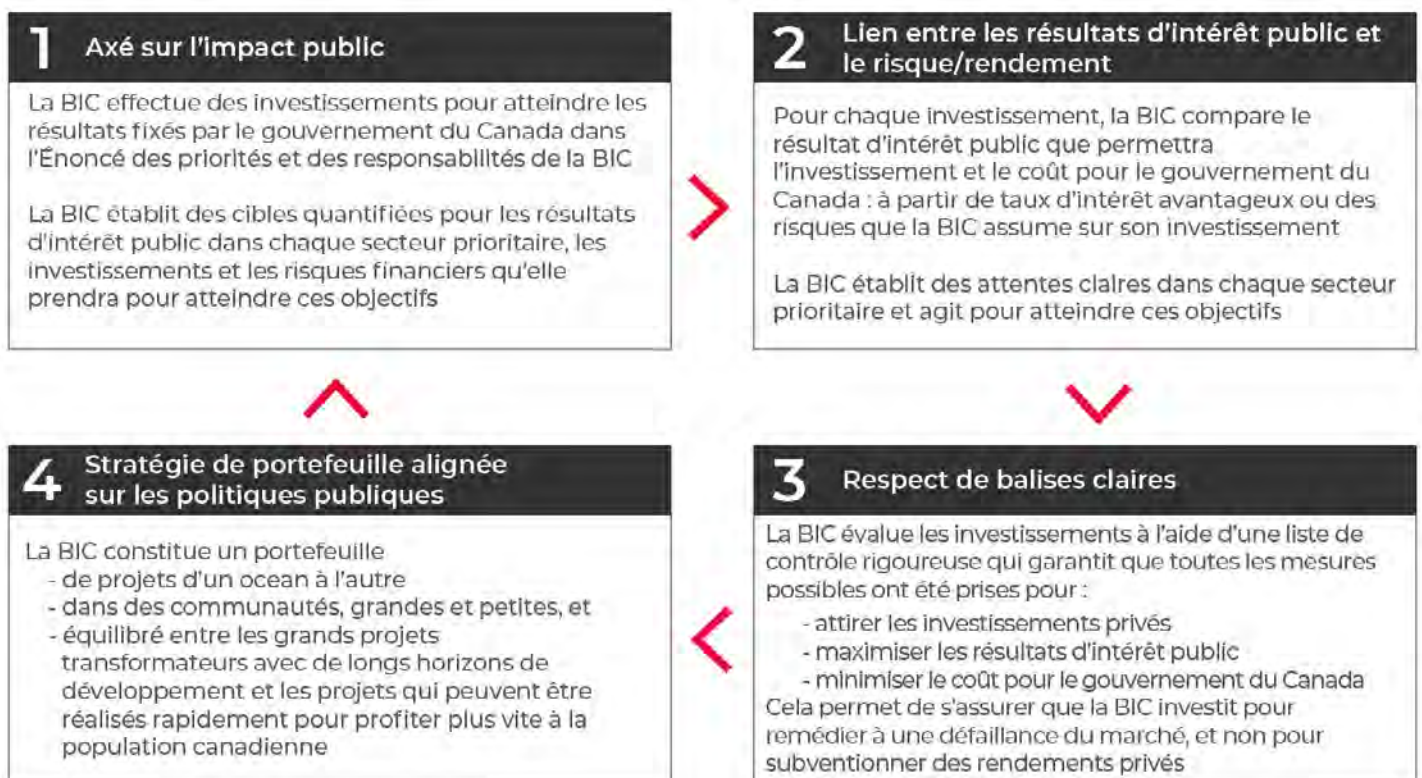 1 Axé sur l'impact public
La BIC effectue des investissements pour atteindre les
résultats fixés par le gouvernement du Canada dans
l'Énoncé des priorités et des responsabilités de la BIC
La BIC établit des cibles quantifiées pour les résultats
d'intérêt public dans chaque secteur prioritaire, les
investissements et les risques financiers qu'elle
prendra pour atteindre ces objectifs
2 Lien entre les résultats d'intérêt public et
le risque/rendement
Pour chaque investissement, la BIC compare le
résultat d'intérêt public que permettra
l'investissement et le coût pour le gouvernement du
Canada : à partir de taux d'intérêt avantageux ou des
risques que la BIC assume sur son investissement
La BIC établit des attentes claires dans chaque secteur
prioritaire et agit pour atteindre ces objectifs
3 Respect de balises claires
La BIC évalue les investissements à l'aide d'une liste de
contrôle rigoureuse qui garantit que toutes les mesures
possibles ont été prises pour :
- attirer les investissements privés
- maximiser les résultats d'intérêt public
- minimiser le coût pour le gouvernement du Canada
Cela permet de s'assurer que la BIC investit pour
remédier à une défaillance du marché, et non pour
subventionner des rendements privés
4 Stratégie de portefeuille alignée
sur les politiques publiques
La BIC constitue un portefeuille
- de projets d'un ocean à l'autre
- dans des communautés, grandes et petites, et
- équilibré entre les grands projets
transformateurs avec de longs horizons de
développement et les projets qui peuvent être
réalisés rapidement pour profiter plus vite à la
population canadienne